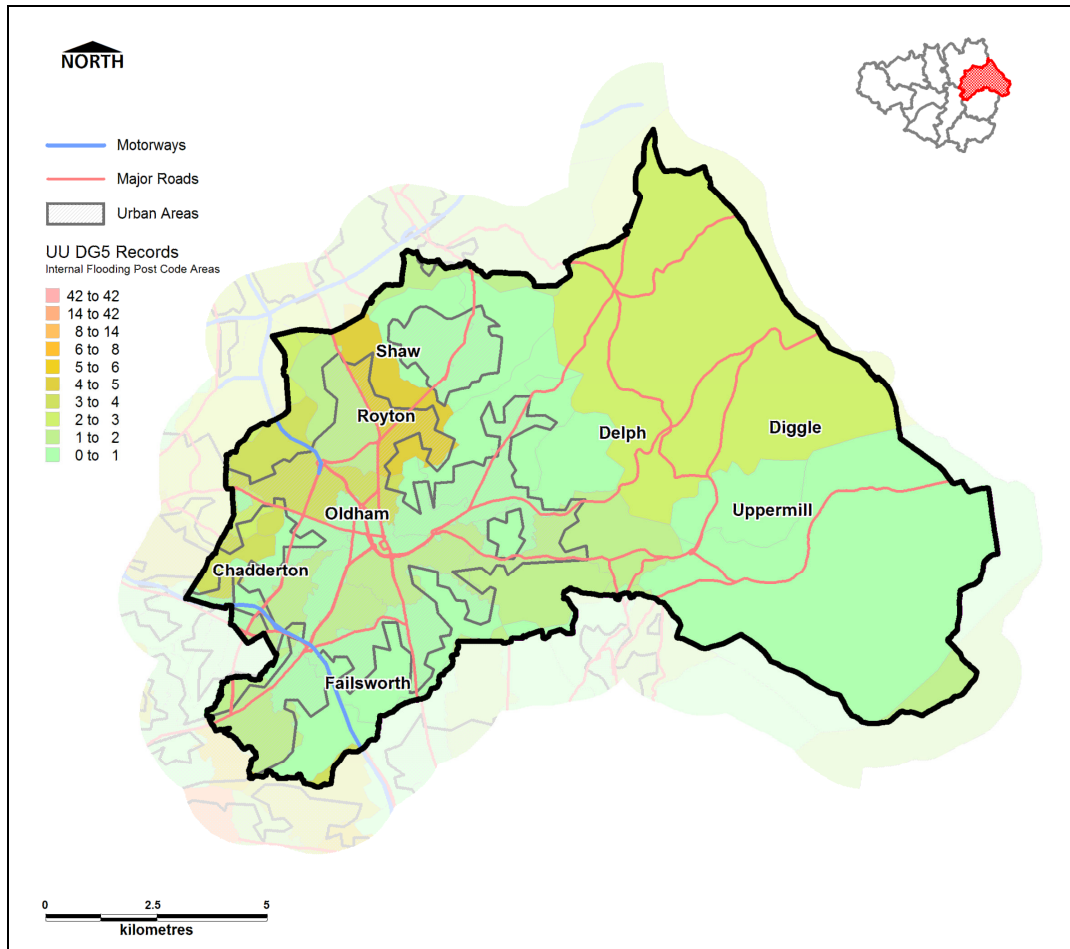 NORTH
Motorways
Major Roads
Urban Areas
UU DG5 Records
Internal Flooding Post Code Areas
42 to 42
14 to 42
8 to 14
6 to 8
5 to 6
4 to 5
3 to 4
2 to 3
1 to 2
0 to 1
Shaw
Royton
Delph
Diggle
Oldham
Uppermill
Chadderton
Failsworth
0 2.5 5
kilometres